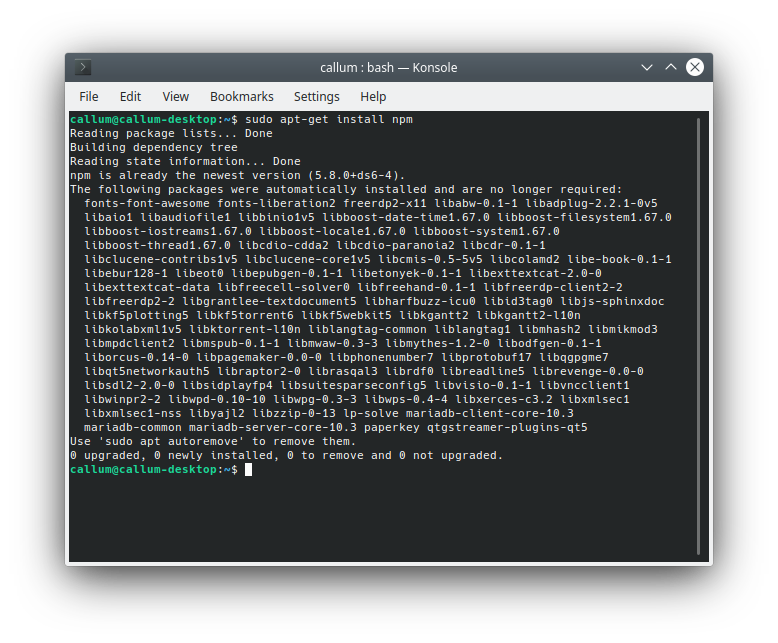 callum : bash — Konsole
File Edit View Bookmarks Settings Help
callum@callum-desktop:~$ sudo apt-get install npm
Reading package lists... Done
Building dependency tree
Reading state information... Done
npm is already the newest version (5.8.0+ds6-4).
The following packages were automatically installed and are no longer required:
  fonts-font-awesome fonts-liberation2 freerdp2-x11 libabw-0.1-1 libadplug-2.2.1-0v5
  libaio1 libaudiofile1 libbinio1v5 libboost-date-time1.67.0 libboost-filesystem1.67.0
  libboost-iostreams1.67.0 libboost-locale1.67.0 libboost-system1.67.0
  libboost-thread1.67.0 libcdio-cdda2 libcdio-paranoia2 libcdr-0.1-1
  libclucene-contribs1v5 libclucene-core1v5 libcmis-0.5-5v5 libcolamd2 libe-book-0.1-1
  libebur128-1 libeot0 libepubgen-0.1-1 libetonyek-0.1-1 libexttextcat-2.0-0
  libexttextcat-data libfreecell-solver0 libfreehand-0.1-1 libfreerdp-client2-2
  libfreerdp2-2 libgrantlee-textdocument5 libharfbuzz-icu0 libid3tag0 libjs-sphinxdoc
  libkf5plotting5 libkf5torrent6 libkf5webkit5 libkgantt2 libkgantt2-l10n
  libkolabxml1v5 libktorrent-l10n liblangtag-common liblangtag1 libmhash2 libmikmod3
  libmpdclient2 libmspub-0.1-1 libmwaw-0.3-3 libmythes-1.2-0 libodfgen-0.1-1
  liborcus-0.14-0 libpagemaker-0.0-0 libphonenumber7 libprotobuf17 libqgpgme7
  libqt5networkauth5 libraptor2-0 librasqal3 librdf0 libreadline5 librevenge-0.0-0
  libsdl2-2.0-0 libsidplayfp4 libsuitesparseconfig5 libvisio-0.1-1 libvncclient1
  libwinpr2-2 libwpd-0.10-10 libwpg-0.3-3 libwps-0.4-4 libxerces-c3.2 libxmlsec1
  libxmlsec1-nss libyajl2 libzzip-0-13 lp-solve mariadb-client-core-10.3
  mariadb-common mariadb-server-core-10.3 paperkey qtgstreamer-plugins-qt5
Use 'sudo apt autoremove' to remove them.
0 upgraded, 0 newly installed, 0 to remove and 0 not upgraded.
callum@callum-desktop:~$